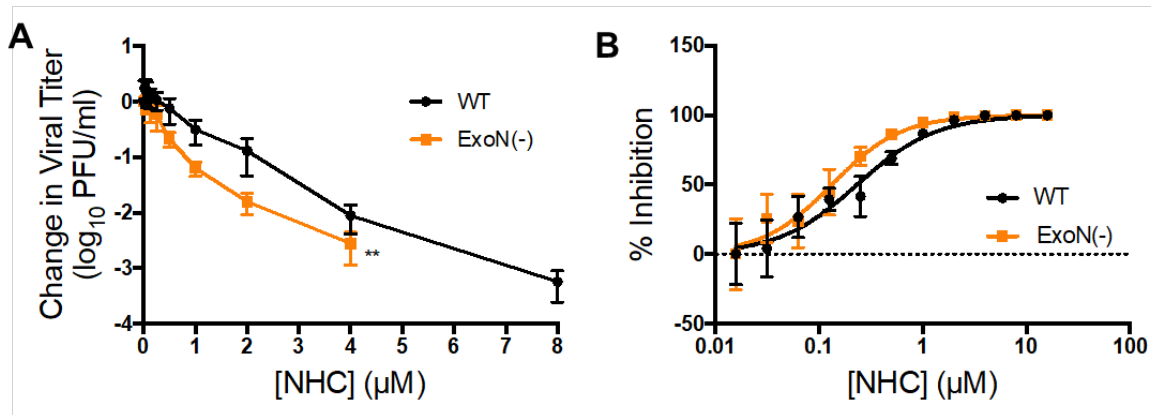 A
Change in Viral Titer
(log10 PFU/ml)
1
0
-1
-2
-3
-4
WT
ExoN(-)
**
0 1 2 3 4 5 6 7 8
[NHC] (µM)
B
% Inhibition
150
100
50
0
-50
WT
ExoN(-)
0.01 0.1 1 10 100
[NHC] (µM)